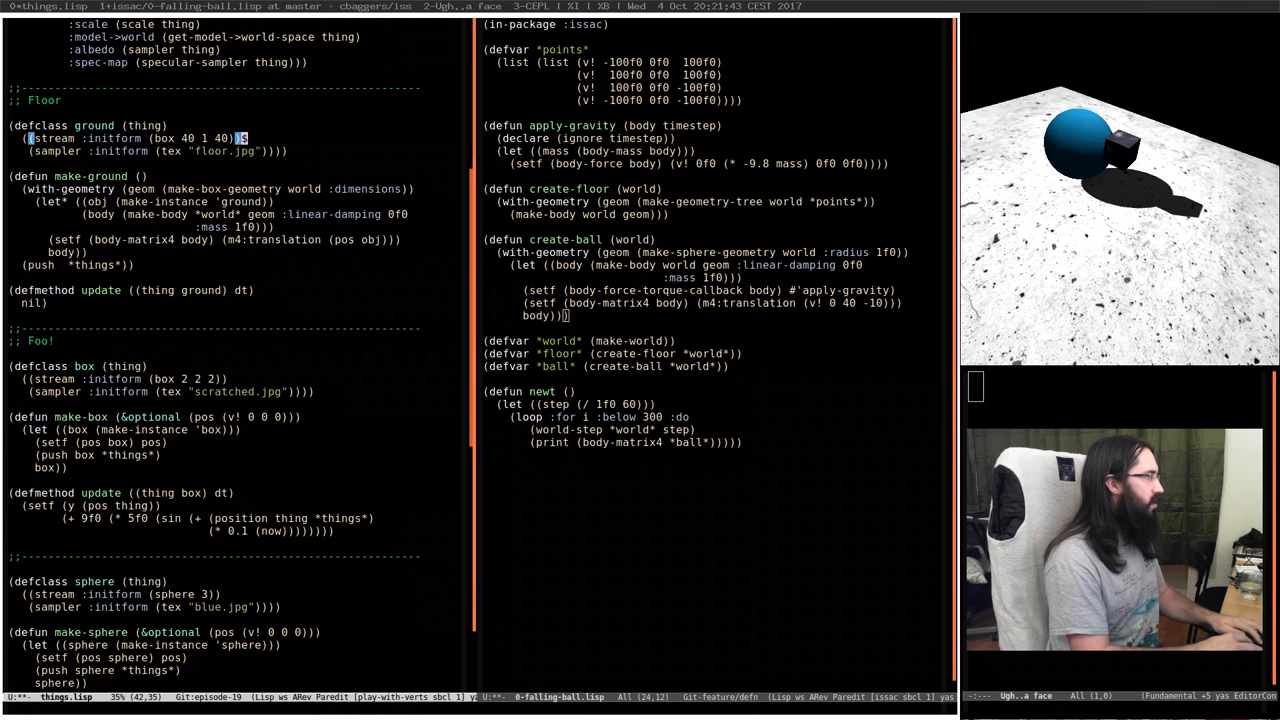 0*things.lisp  1+issac/0-falling-ball.lisp at master · cbaggers/iss  2-Ugh..a face  3-CEPL | XI | XB | Wed  4 Oct 20:21:43 CEST 2017
:scale (scale thing)
:model->world (get-model->world-space thing)
:albedo (sampler thing)
:spec-map (specular-sampler thing)))
;;---------------------------------------------------------------
;; Floor
(defclass ground (thing)
((stream :initform (box 40 1 40))$
(sampler :initform (tex "floor.jpg"))))
(defun make-ground ()
(with-geometry (geom (make-box-geometry world :dimensions))
(let* ((obj (make-instance 'ground))
(body (make-body *world* geom :linear-damping 0f0
:mass 1f0)))
(setf (body-matrix4 body) (m4:translation (pos obj)))
body))
(push  *things*))
(defmethod update ((thing ground) dt)
nil)
;;---------------------------------------------------------------
;; Foo!
(defclass box (thing)
((stream :initform (box 2 2 2))
(sampler :initform (tex "scratched.jpg"))))
(defun make-box (&optional (pos (v! 0 0 0)))
(let ((box (make-instance 'box)))
(setf (pos box) pos)
(push box *things*)
box))
(defmethod update ((thing box) dt)
(setf (y (pos thing))
(+ 9f0 (* 5f0 (sin (+ (position thing *things*)
(* 0.1 (now))))))))
;;---------------------------------------------------------------
(defclass sphere (thing)
((stream :initform (sphere 3))
(sampler :initform (tex "blue.jpg"))))
(defun make-sphere (&optional (pos (v! 0 0 0)))
(let ((sphere (make-instance 'sphere)))
(setf (pos sphere) pos)
(push sphere *things*)
sphere))
U:**-  things.lisp    35% (42,35)    Git:episode-19  (Lisp ws ARev Paredit [play-with-verts sbcl 1] ya
(in-package :issac)
(defvar *points*
(list (list (v! -100f0 0f0  100f0)
(v!  100f0 0f0  100f0)
(v!  100f0 0f0 -100f0)
(v! -100f0 0f0 -100f0))))
(defun apply-gravity (body timestep)
(declare (ignore timestep))
(let ((mass (body-mass body)))
(setf (body-force body) (v! 0f0 (* -9.8 mass) 0f0 0f0))))
(defun create-floor (world)
(with-geometry (geom (make-geometry-tree world *points*))
(make-body world geom)))
(defun create-ball (world)
(with-geometry (geom (make-sphere-geometry world :radius 1f0))
(let ((body (make-body world geom :linear-damping 0f0
:mass 1f0)))
(setf (body-force-torque-callback body) #'apply-gravity)
(setf (body-matrix4 body) (m4:translation (v! 0 40 -10)))
body)))
(defvar *world* (make-world))
(defvar *floor* (create-floor *world*))
(defvar *ball* (create-ball *world*))
(defun newt ()
(let ((step (/ 1f0 60)))
(loop :for i :below 300 :do
(world-step *world* step)
(print (body-matrix4 *ball*)))))
U:**-  0-falling-ball.lisp    All (24,12)    Git-feature/defn  (Lisp ws ARev Paredit [issac sbcl 1] yas
-:---  Ugh..a face    All (1,0)     (Fundamental +5 yas EditorCon